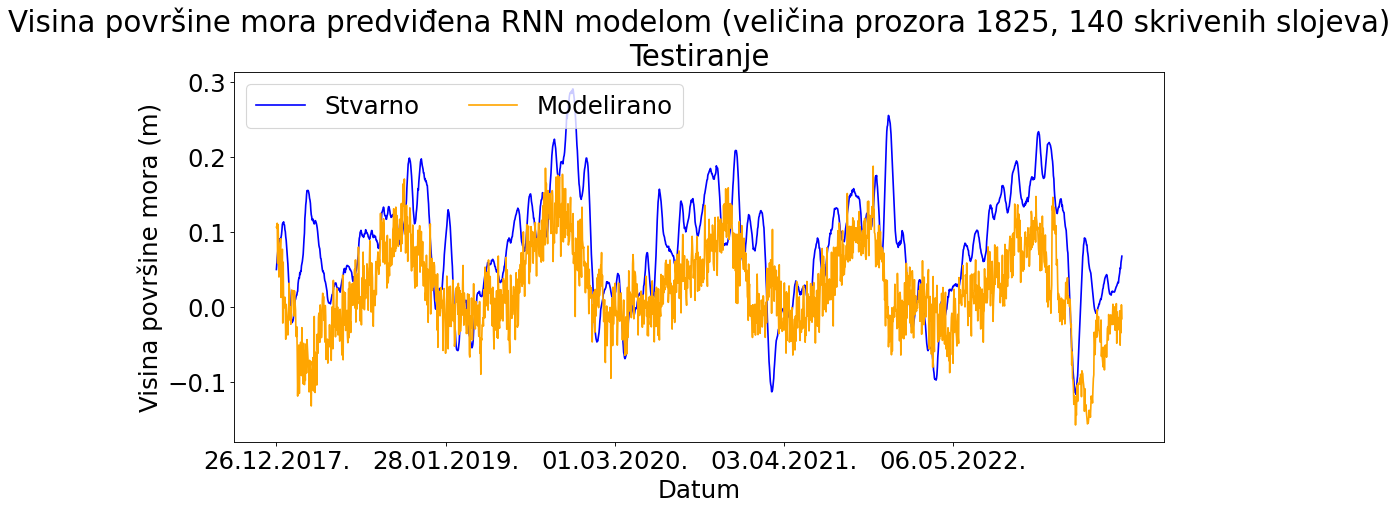 Visina površine mora predviđena RNN modelom (veličina prozora 1825, 140 skrivenih slojeva)
Testiranje
Stvarno
Modelirano
Visina površine mora (m)
0.3
0.2
0.1
0.0
−0.1
26.12.2017.
28.01.2019.
01.03.2020.
03.04.2021.
06.05.2022.
Datum